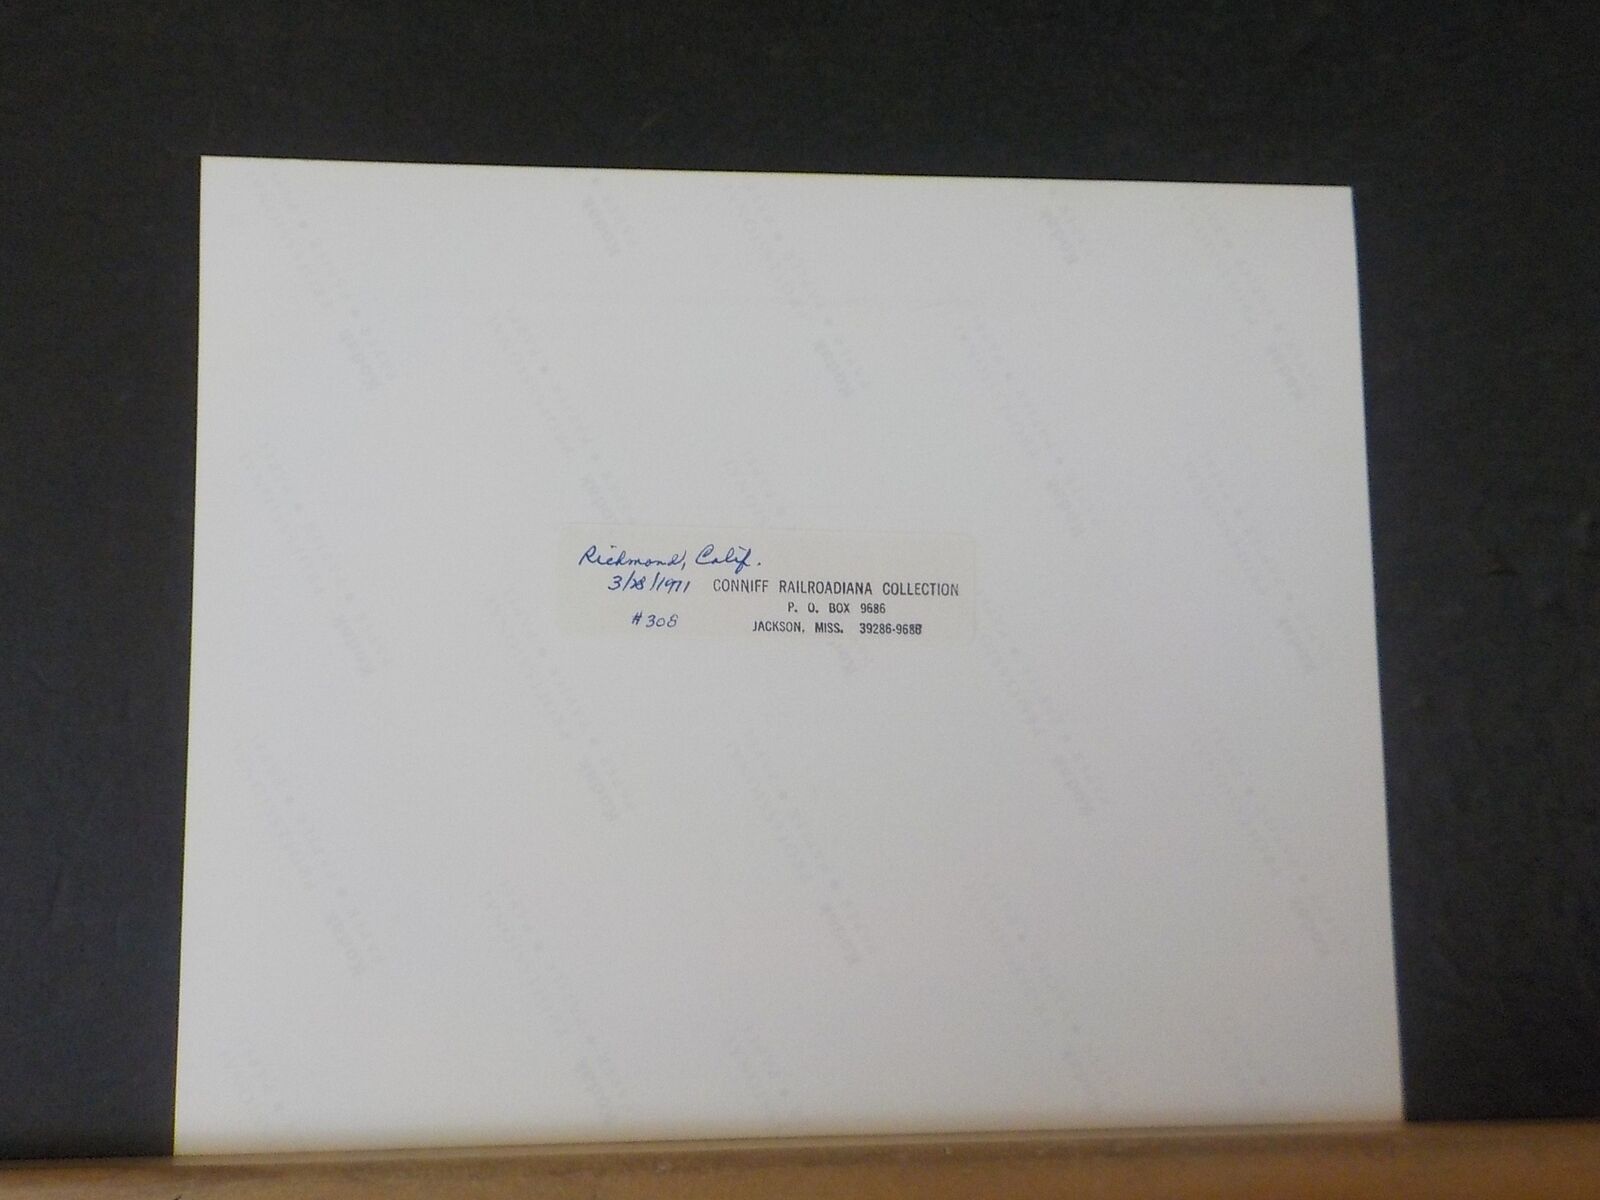 Richmond, Calif.
3/28/1971 CONNIFF RAILROADIANA COLLECTION
P. O. BOX 9686
#308 JACKSON, MISS. 39286-9686